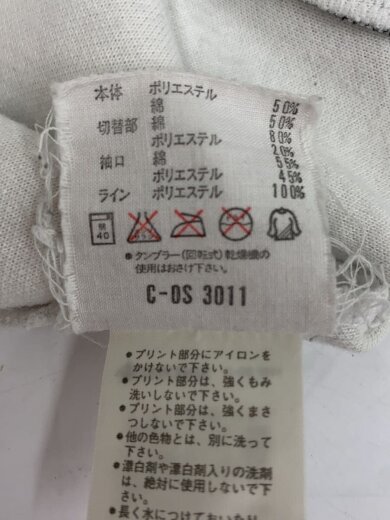 本体 ポリエステル 50%
綿 50%
切替部 綿 80%
ポリエステル 20%
袖口 綿 55%
ポリエステル 45%
ライン ポリエステル 100%
弱
40
●タンブラー(回転式)乾燥機の
使用はおさけ下さい。
C-OS 3011
●プリント部分にアイロンを
かけないで下さい。
●プリント部分は、強くもみ
洗いしないで下さい。
●プリント部分は、強くまさ
つしないで下さい。
●他の色物とは、別に洗って
下さい。
●漂白剤や漂白剤入りの洗剤
は、絶対に使用しないで下
さい。
●長く水につけておいたり